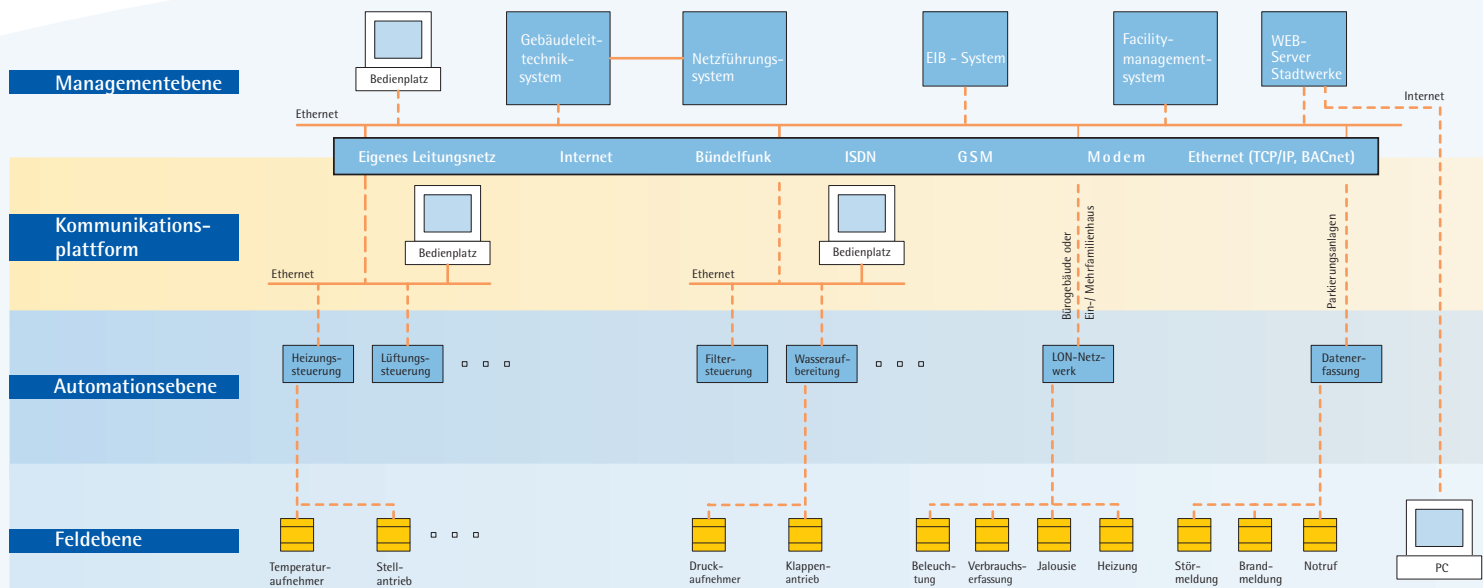 Managementebene
Bedienplatz
Gebäudeleit-
technik-
system
Netzführungs-
system
EIB - System
Facility-
management-
system
WEB-
Server
Stadtwerke
Internet
Ethernet
Eigenes Leitungsnetz Internet Bündelfunk ISDN GSM Modem Ethernet (TCP/IP, BACnet)
Kommunikations-
plattform
Bedienplatz
Ethernet
Bedienplatz
Ethernet
Bürogebäude oder
Ein-/ Mehrfamilienhaus
Parkierungsanlagen
Automationsebene
Heizungs-
steuerung
Lüftungs-
steuerung
Filter-
steuerung
Wasserauf-
bereitung
LON-Netz-
werk
Datener-
fassung
Feldebene
Temperatur-
aufnehmer
Stell-
antrieb
Druck-
aufnehmer
Klappen-
antrieb
Beleuch-
tung
Verbrauchs-
erfassung
Jalousie
Heizung
Stör-
meldung
Brand-
meldung
Notruf
PC